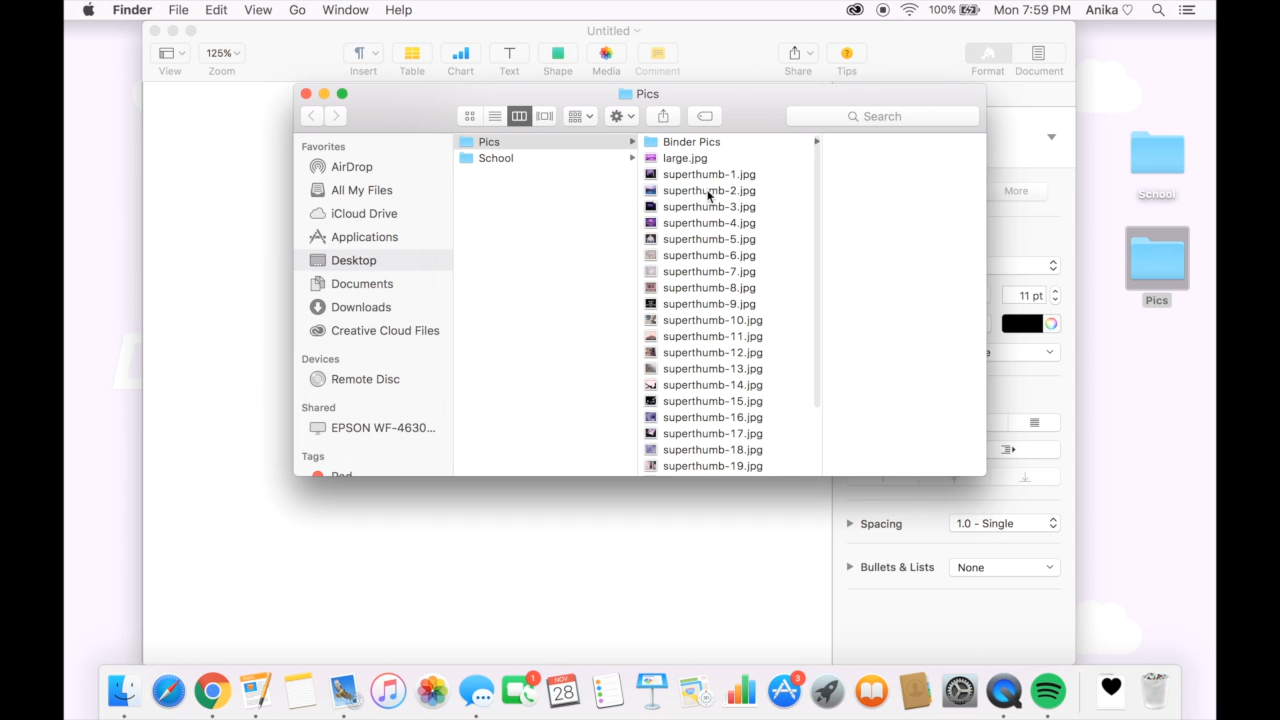 Finder File Edit View Go Window Help 100% Mon 7:59 PM Anika ♡
Untitled
125%
View Zoom Insert Table Chart Text Shape Media Comment Share Tips Format Document
Pics
Search
Favorites
AirDrop
All My Files
iCloud Drive
Applications
Desktop
Documents
Downloads
Creative Cloud Files
Devices
Remote Disc
Shared
EPSON WF-4630...
Tags
Pics
School
Binder Pics
large.jpg
superthumb-1.jpg
superthumb-2.jpg
superthumb-3.jpg
superthumb-4.jpg
superthumb-5.jpg
superthumb-6.jpg
superthumb-7.jpg
superthumb-8.jpg
superthumb-9.jpg
superthumb-10.jpg
superthumb-11.jpg
superthumb-12.jpg
superthumb-13.jpg
superthumb-14.jpg
superthumb-15.jpg
superthumb-16.jpg
superthumb-17.jpg
superthumb-18.jpg
superthumb-19.jpg
More
11 pt
Spacing 1.0 - Single
Bullets & Lists None
School
Pics
1
NOV
28
3